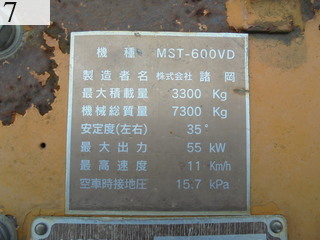 7
機種 MST-600VD
製造者名 株式会社 諸岡
最大積載量 3300 Kg
機械総質量 7300 Kg
安定度(左右) 35°
最大出力 55 kW
最高速度 11 Km/h
空車時接地圧 15.7 kPa